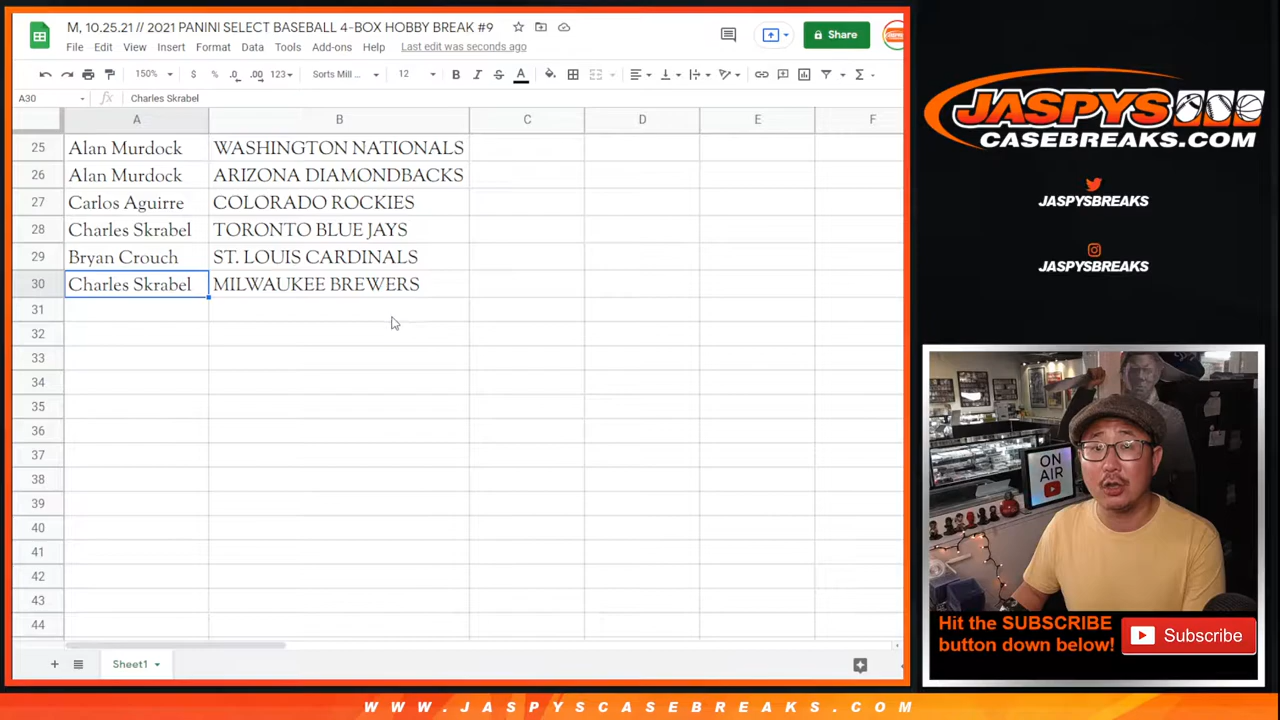 M, 10.25.21 // 2021 PANINI SELECT BASEBALL 4-BOX HOBBY BREAK #9
File Edit View Insert Format Data Tools Add-ons Help Last edit was seconds ago
Share
150% $ % .0 .00 123 Sorts Mill ... 12 B I S A
A30 fx Charles Skrabel
A B C D E F
25 Alan Murdock WASHINGTON NATIONALS
26 Alan Murdock ARIZONA DIAMONDBACKS
27 Carlos Aguirre COLORADO ROCKIES
28 Charles Skrabel TORONTO BLUE JAYS
29 Bryan Crouch ST. LOUIS CARDINALS
30 Charles Skrabel MILWAUKEE BREWERS
31
32
33
34
35
36
37
38
39
40
41
42
43
44
Sheet1
JASPYS
CASEBREAKS.COM
JASPYSBREAKS
JASPYSBREAKS
ON
AIR
Hit the SUBSCRIBE
button down below!
Subscribe
WWW.JASPYSCASEBREAKS.COM